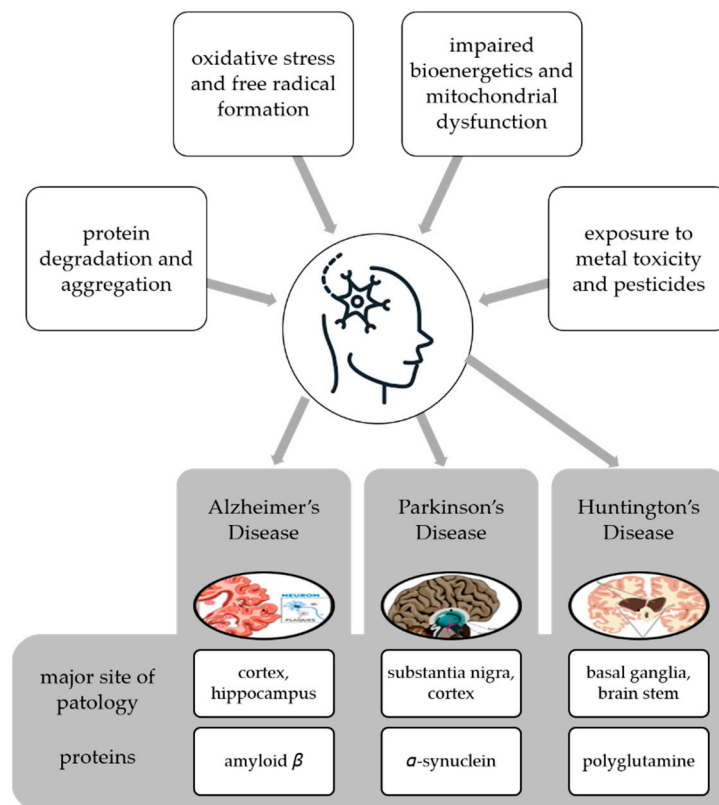 oxidative stress
and free radical
formation
impaired
bioenergetics and
mitochondrial
dysfunction
protein
degradation and
aggregation
exposure to
metal toxicity
and pesticides
Alzheimer’s
Disease
Parkinson’s
Disease
Huntington’s
Disease
NEURON
PLAQUES
major site of
patology
cortex,
hippocampus
substantia nigra,
cortex
basal ganglia,
brain stem
proteins
amyloid β
α-synuclein
polyglutamine